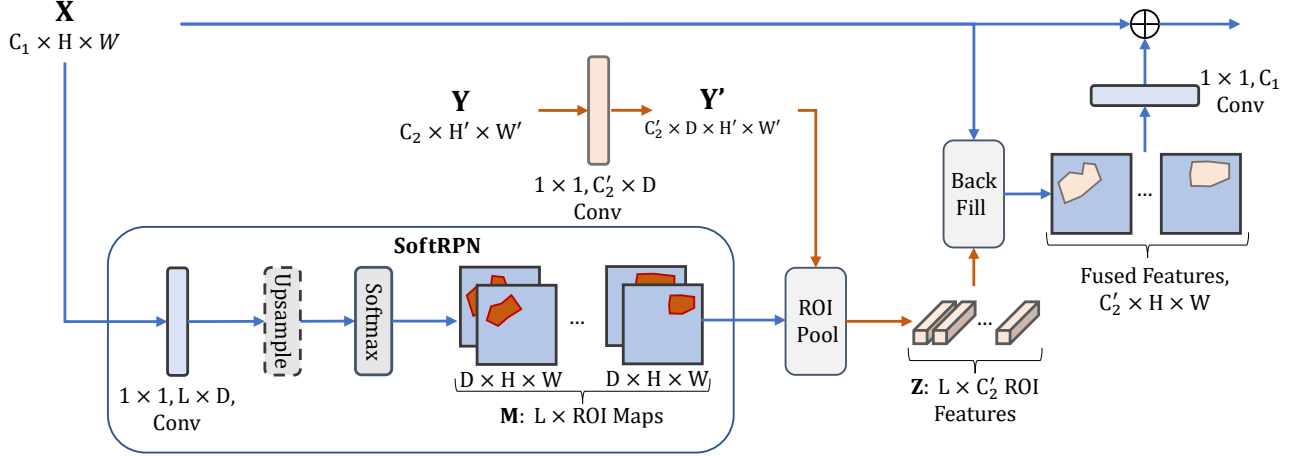 X
C₁ × H × W
Y
C₂ × H′ × W′
1 × 1, C′₂ × D
Conv
Y'
C′₂ × D × H′ × W′
1 × 1, C₁
Conv
Back
Fill
...
Fused Features,
C′₂ × H × W
SoftRPN
1 × 1, L × D,
Conv
Upsample
Softmax
...
D × H × W
D × H × W
M: L × ROI Maps
ROI
Pool
...
Z: L × C′₂ ROI
Features